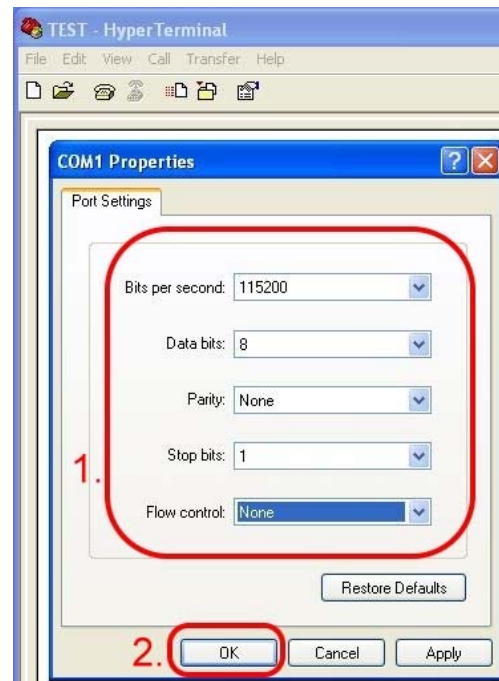 TEST - HyperTerminal
File Edit View Call Transfer Help
COM1 Properties
Port Settings
Bits per second: 115200
Data bits: 8
Parity: None
Stop bits: 1
1.
Flow control: None
Restore Defaults
2. OK Cancel Apply